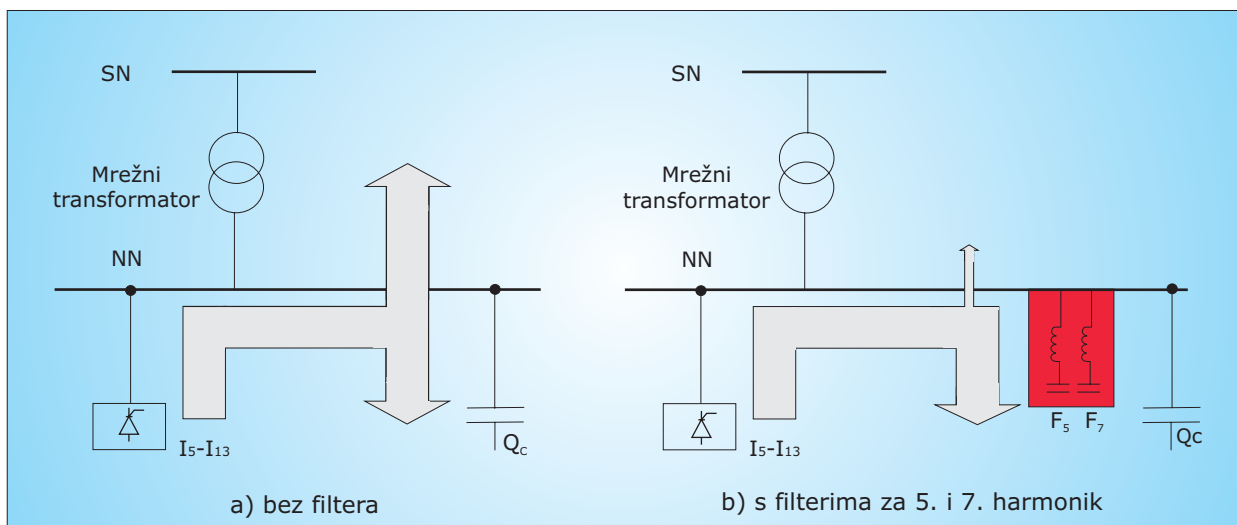 SN
Mrežni
transformator
NN
I5-I13
QC
a) bez filtera
SN
Mrežni
transformator
NN
F5 F7
I5-I13
Qc
b) s filterima za 5. i 7. harmonik